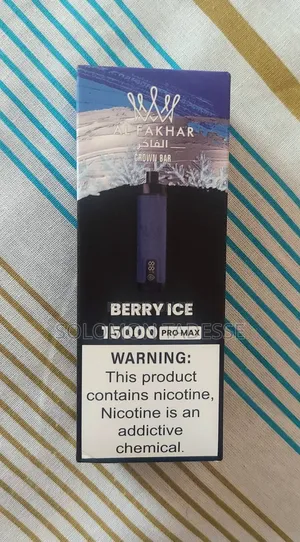 AL FAKHAR
الفاخر
CROWN BAR
88
BERRY ICE
15000 PRO MAX
WARNING:
This product
contains nicotine,
Nicotine is an
addictive
chemical.